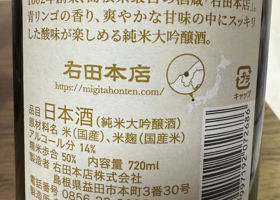 青リンゴの香り、爽やかな甘味の中にスッキリ
した酸味が楽しめる純米大吟醸酒。
右田本店
https://migitahonten.com/
プラ
キャップ
品目 日本酒(純米大吟醸酒)
原材料名 米(国産)、米麹(国産米)
アルコール分 14%
精米歩合 50% 内容量 720ml
製造者 右田本店株式会社
島根県益田市本町3番30号